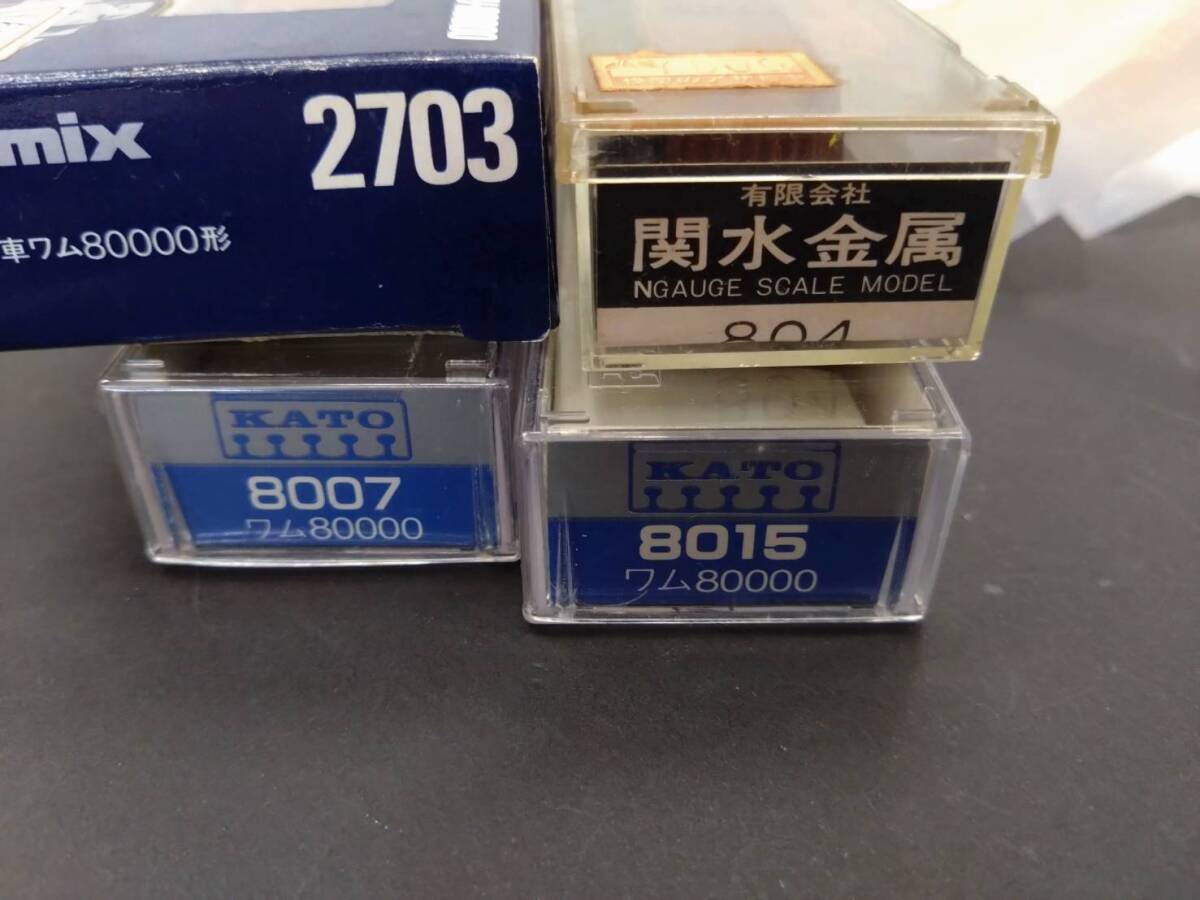 mix
2703
車ワム80000形
有限会社
関水金属
NGAUGE SCALE MODEL
804
KATO
8007
ワム80000
KATO
8015
ワム80000